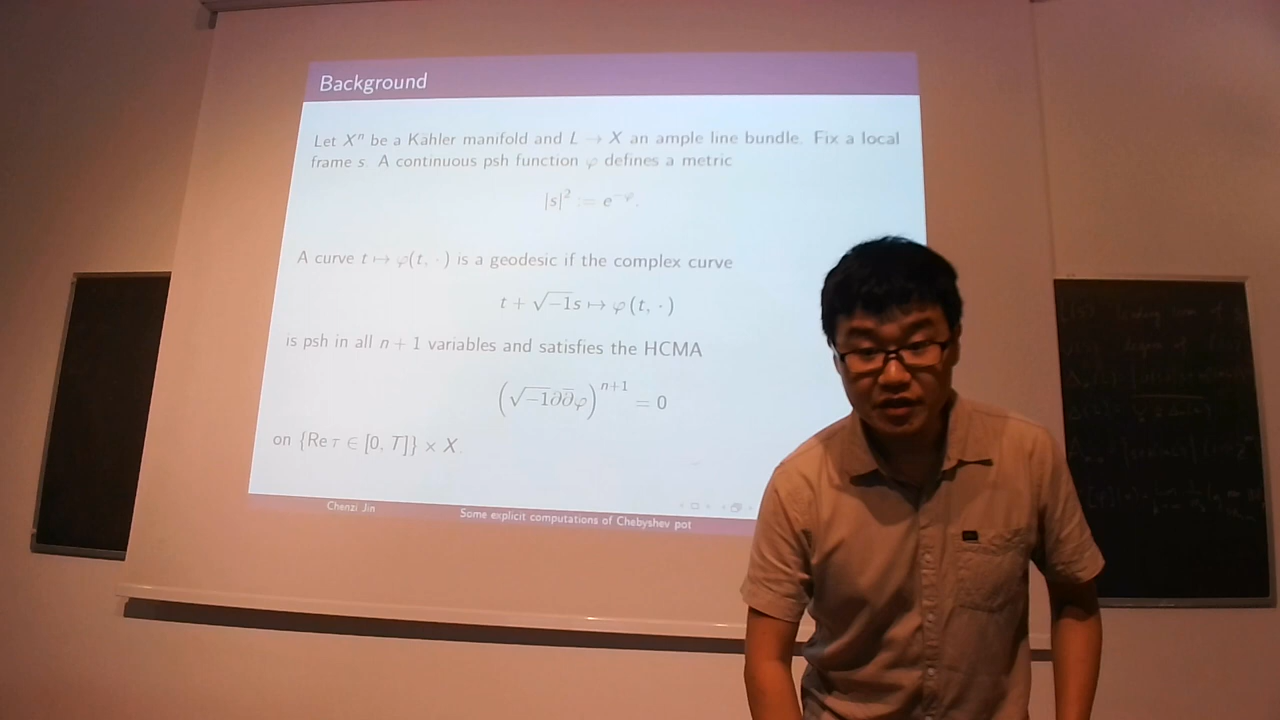 Background
Let Xⁿ be a Kähler manifold and L → X an ample line bundle. Fix a local
frame s. A continuous psh function φ defines a metric
|s|² := e^{−φ}.
A curve t ↦ φ(t, ·) is a geodesic if the complex curve
t + √−1s ↦ φ(t, ·)
is psh in all n + 1 variables and satisfies the HCMA
(√−1∂∂̄φ)^{n+1} = 0
on {Re τ ∈ [0, T]} × X.
Chenzi Jin
Some explicit computations of Chebyshev pot